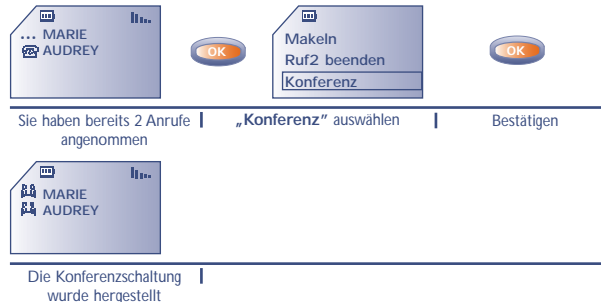 ... MARIE
AUDREY
OK
Makeln
Ruf2 beenden
Konferenz
OK
Sie haben bereits 2 Anrufe
angenommen
„Konferenz" auswählen
Bestätigen
MARIE
AUDREY
Die Konferenzschaltung
wurde hergestellt